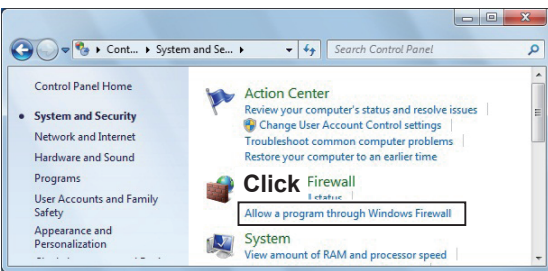 Cont... System and Se... Search Control Panel
Control Panel Home
System and Security
Network and Internet
Hardware and Sound
Programs
User Accounts and Family
Safety
Appearance and
Personalization
Action Center
Review your computer's status and resolve issues
Change User Account Control settings
Troubleshoot common computer problems
Restore your computer to an earlier time
Click Firewall
status
Allow a program through Windows Firewall
System
View amount of RAM and processor speed